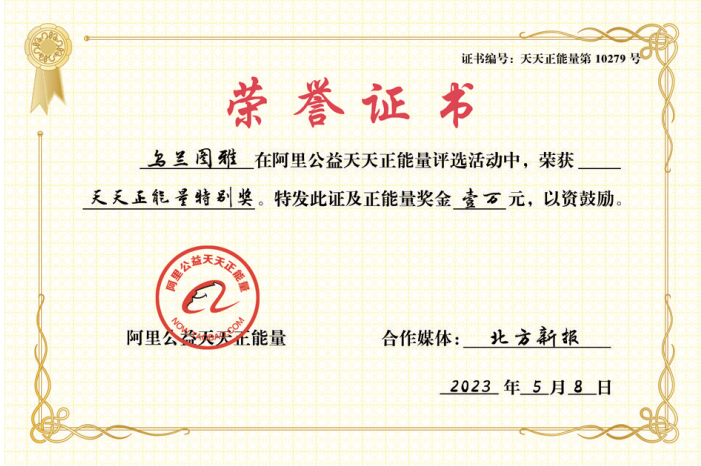 证书编号：天天正能量第 10279 号
荣誉证书
乌兰图雅 在阿里公益天天正能量评选活动中，荣获
天天正能量特别奖。特发此证及正能量奖金 壹万 元，以资鼓励。
阿里公益天天正能量
阿里公益天天正能量
合作媒体：北方新报
2023 年 5 月 8 日